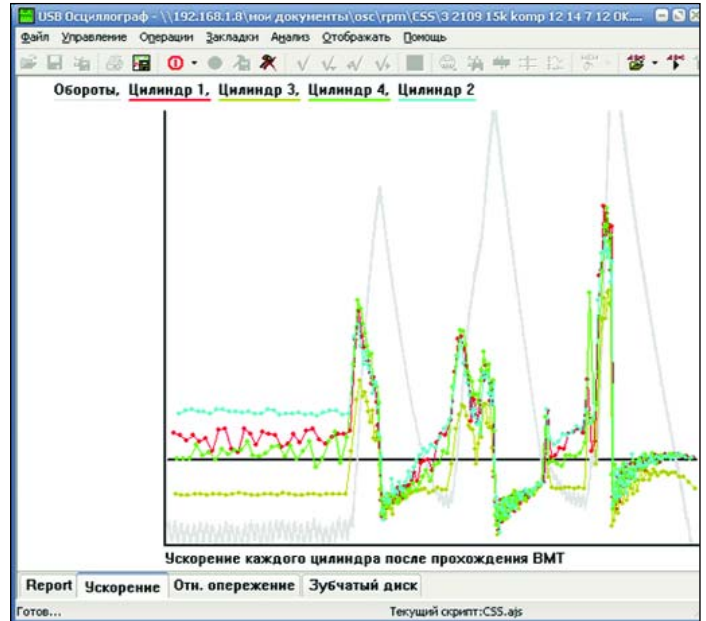 USB Осциллограф - \\192.168.1.8\мои документы\osc\rpm\CSS\3 2109 15k komp 12 14 7 12 OK....
Файл Управление Операции Закладки Анализ Отображать Помощь
Обороты, Цилиндр 1, Цилиндр 3, Цилиндр 4, Цилиндр 2
Ускорение каждого цилиндра после прохождения ВМТ
Report Ускорение Отн. опережение Зубчатый диск
Готов... Текущий скрипт:CSS.ajs